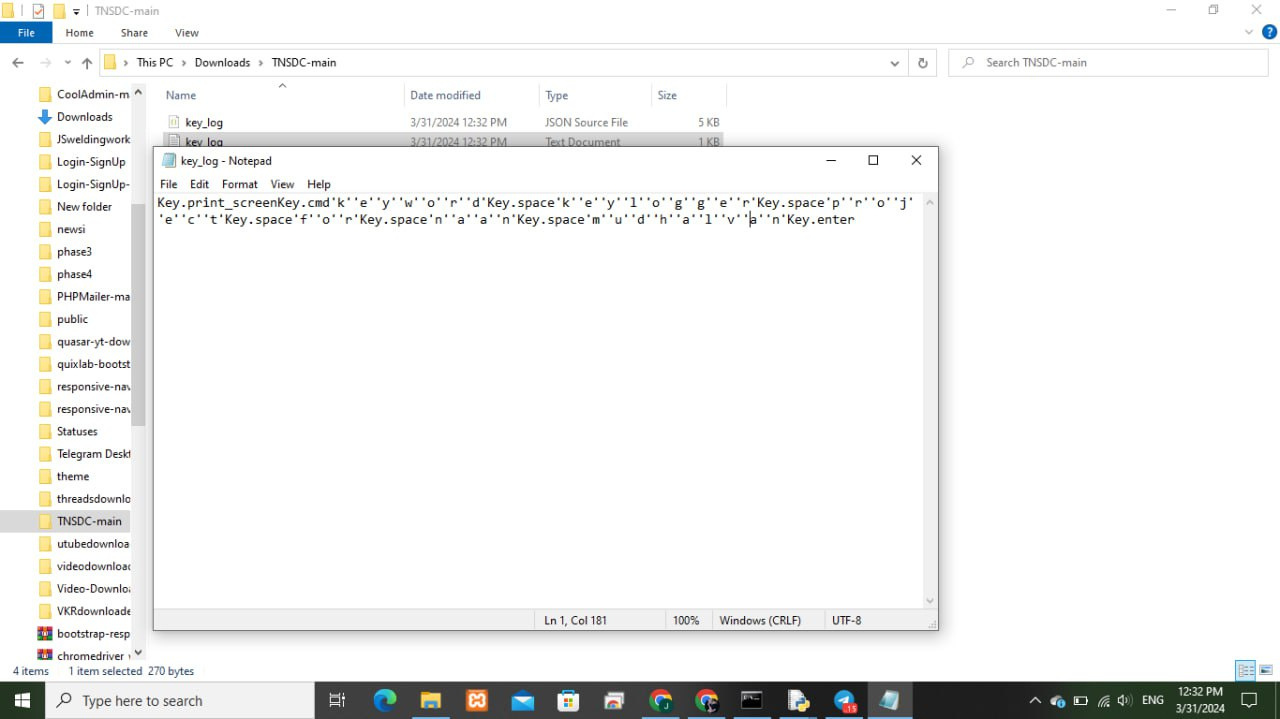 TNSDC-main
File Home Share View
This PC > Downloads > TNSDC-main
Search TNSDC-main
Name Date modified Type Size
key_log 3/31/2024 12:32 PM JSON Source File 5 KB
key_log 3/31/2024 12:32 PM Text Document 1 KB
CoolAdmin-m
Downloads
JSweldingwork
Login-SignUp
Login-SignUp-
New folder
newsi
phase3
phase4
PHPMailer-ma
public
quasar-yt-dow
quixlab-bootst
responsive-nav
responsive-nav
Statuses
Telegram Deskt
theme
threadsdownlo
TNSDC-main
utubedownloa
videodownload
Video-Downloa
VKRdownloade
bootstrap-resp
chromedriver_v
key_log - Notepad
File Edit Format View Help
Key.print_screenKey.cmd'k''e''y''w''o''r''d'Key.space'k''e''y''l''o''g''g''e''r'Key.space'p''r''o''j'
'e''c''t'Key.space'f''o''r'Key.space'n''a''a''n'Key.space'm''u''d''h''a''l''v''a''n'Key.enter
Ln 1, Col 181 100% Windows (CRLF) UTF-8
4 items 1 item selected 270 bytes
Type here to search
15
ENG
12:32 PM
3/31/2024